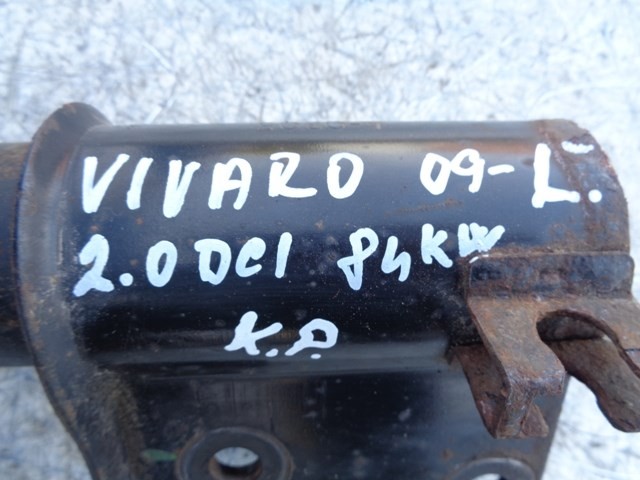 VIVARO 09- L.
2.0 DCI 84KW
K.P.